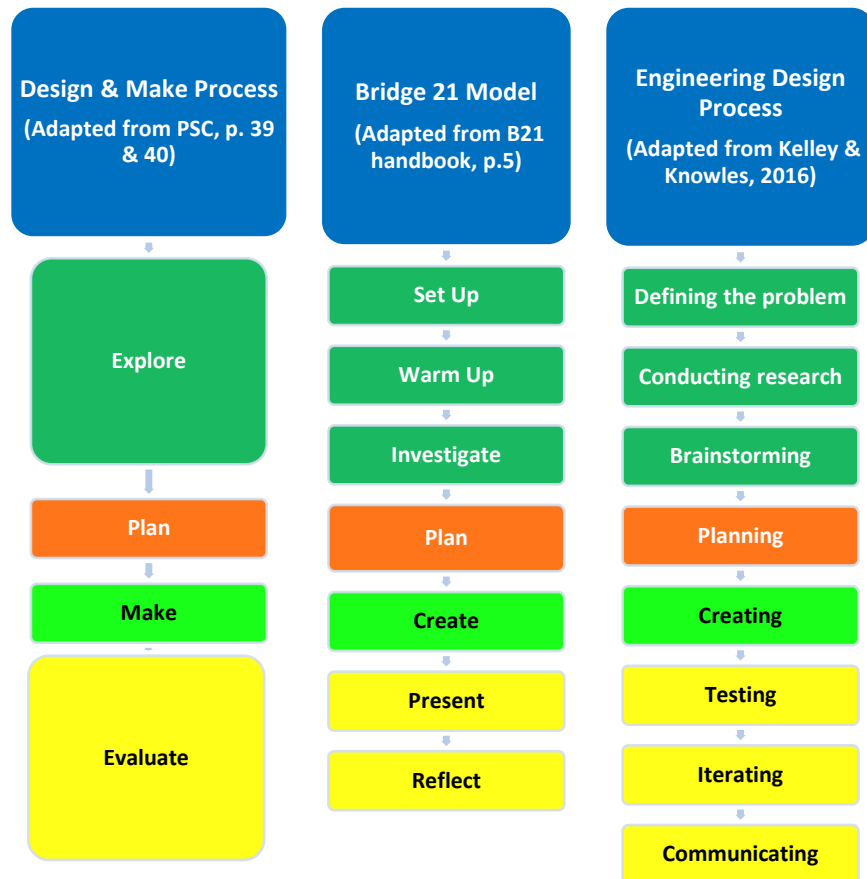 Design & Make Process
(Adapted from PSC, p. 39
& 40)
Explore
Plan
Make
Evaluate
Bridge 21 Model
(Adapted from B21
handbook, p.5)
Set Up
Warm Up
Investigate
Plan
Create
Present
Reflect
Engineering Design
Process
(Adapted from Kelley &
Knowles, 2016)
Defining the problem
Conducting research
Brainstorming
Planning
Creating
Testing
Iterating
Communicating